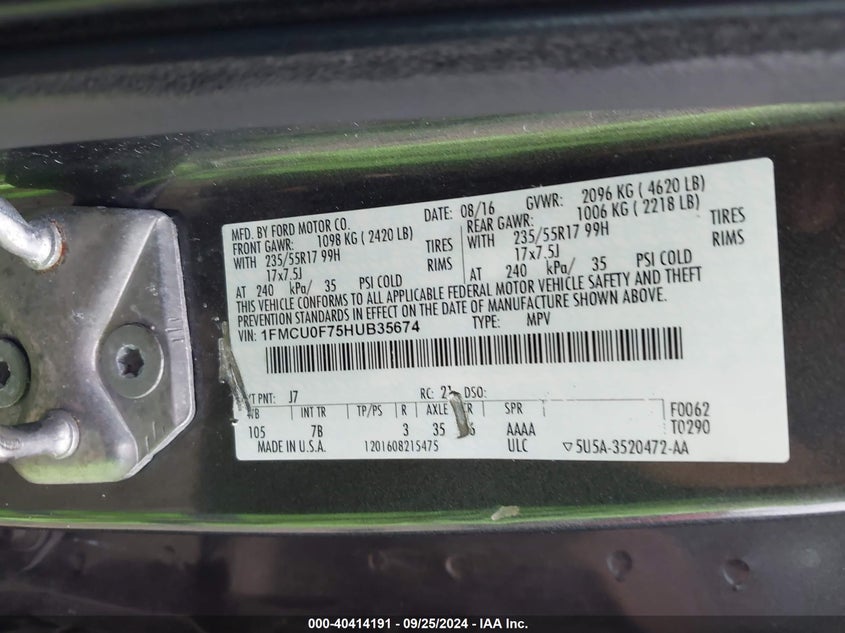 MFD. BY FORD MOTOR CO.
DATE: 08/16 GVWR: 2096 KG ( 4620 LB)
FRONT GAWR: 1098 KG ( 2420 LB)
REAR GAWR: 1006 KG ( 2218 LB)
WITH 235/55R17 99H TIRES
WITH 235/55R17 99H TIRES
17x7.5J RIMS
17x7.5J RIMS
AT 240 kPa/ 35 PSI COLD
AT 240 kPa/ 35 PSI COLD
THIS VEHICLE CONFORMS TO ALL APPLICABLE FEDERAL MOTOR VEHICLE SAFETY AND THEFT
PREVENTION STANDARDS IN EFFECT ON THE DATE OF MANUFACTURE SHOWN ABOVE.
VIN: 1FMCU0F75HUB35674 TYPE: MPV
PNT: J7 RC: DSO:
WB INT TR TP/PS R AXLE SPR F0062
105 7B 3 35 AAAA T0290
MADE IN U.S.A. 1201608215475 ULC 5U5A-3520472-AA
000-40414191 - 09/25/2024 - IAA Inc.